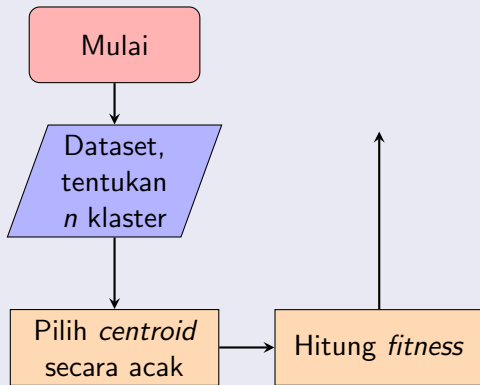 Mulai
Dataset,
tentukan
n klaster
Pilih centroid
secara acak
Hitung fitness